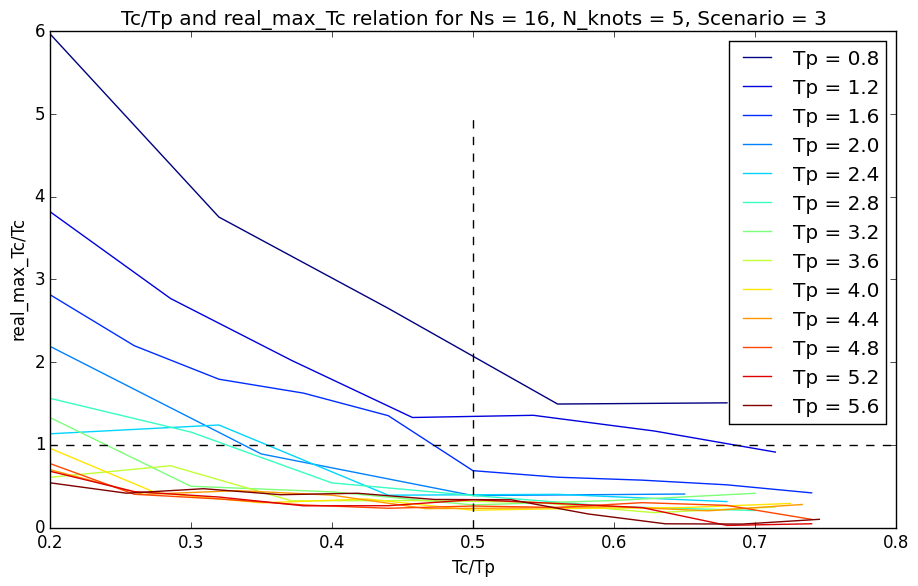 Tc/Tp and real_max_Tc relation for Ns = 16, N_knots = 5, Scenario = 3
6
5
4
3
2
1
0
real_max_Tc/Tc
Tp = 0.8
Tp = 1.2
Tp = 1.6
Tp = 2.0
Tp = 2.4
Tp = 2.8
Tp = 3.2
Tp = 3.6
Tp = 4.0
Tp = 4.4
Tp = 4.8
Tp = 5.2
Tp = 5.6
0.2 0.3 0.4 0.5 0.6 0.7 0.8
Tc/Tp